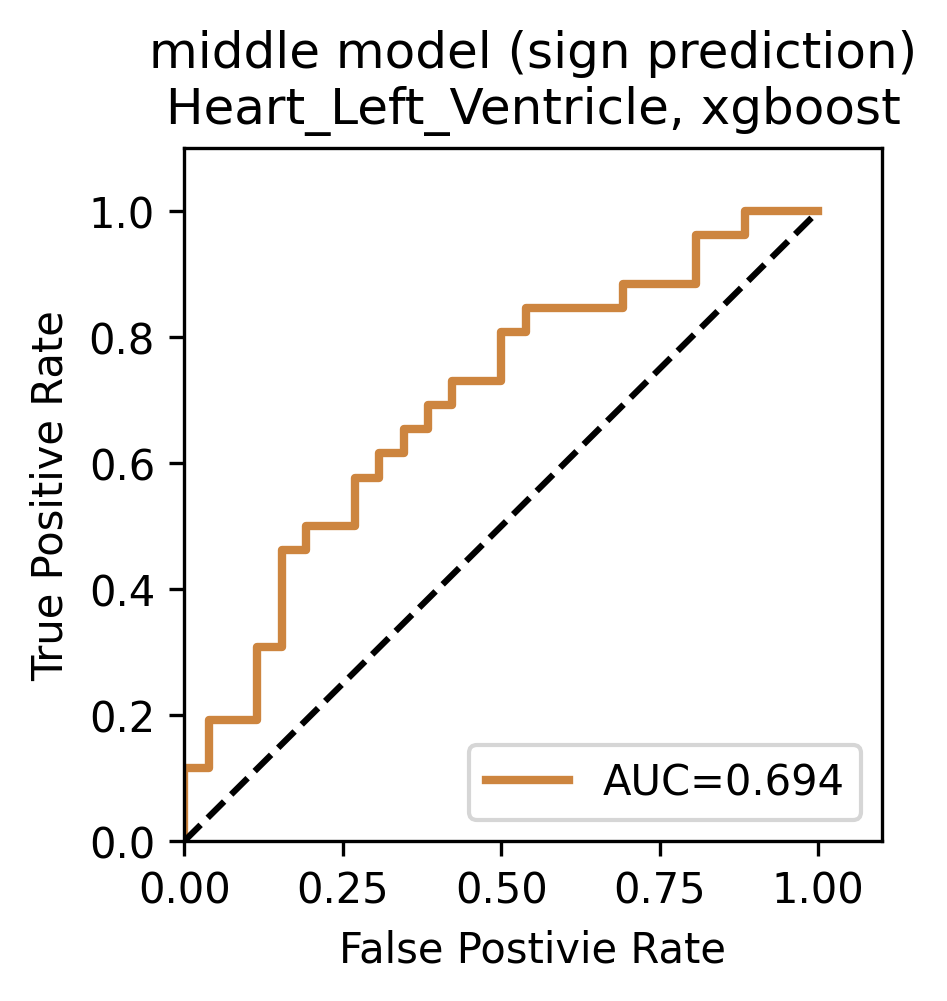 middle model (sign prediction)
Heart_Left_Ventricle, xgboost
1.0
0.8
0.6
0.4
0.2
0.0
True Positive Rate
AUC=0.694
0.00 0.25 0.50 0.75 1.00
False Postivie Rate